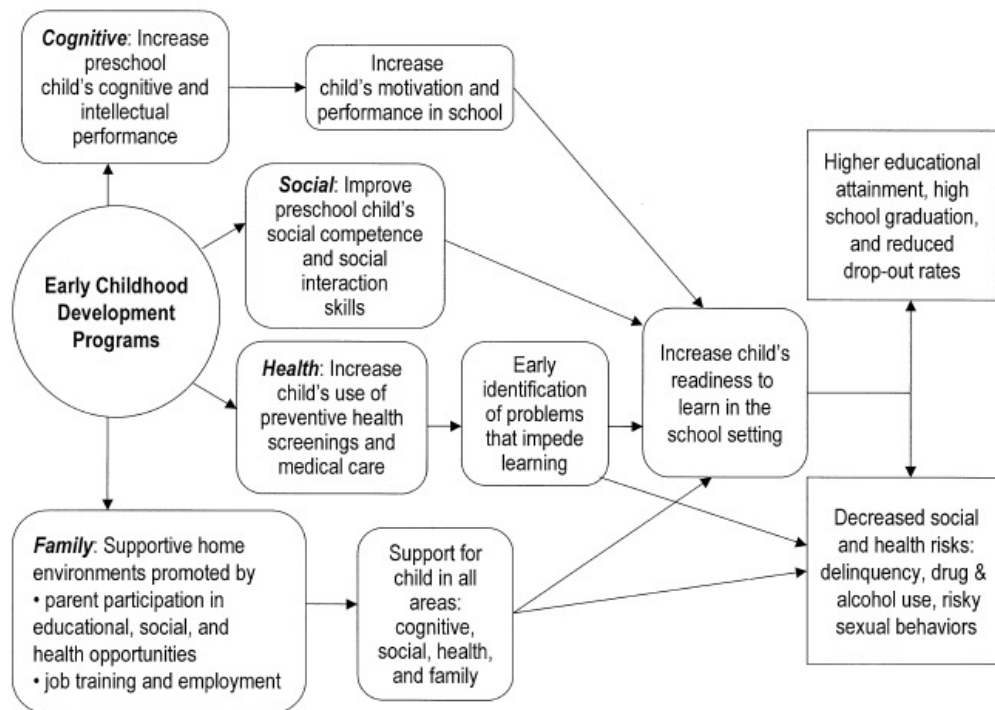 Cognitive: Increase
preschool
child's cognitive and
intellectual
performance
Increase
child's motivation and
performance in school
Social: Improve
preschool child's
social competence
and social
interaction
skills
Early Childhood
Development
Programs
Health: Increase
child's use of
preventive health
screenings and
medical care
Early
identification
of problems
that impede
learning
Increase child's
readiness to
learn in the
school setting
Higher educational
attainment, high
school graduation,
and reduced
drop-out rates
Family: Supportive home
environments promoted by
• parent participation in
educational, social, and
health opportunities
• job training and employment
Support for
child in all
areas:
cognitive,
social, health,
and family
Decreased social
and health risks:
delinquency, drug &
alcohol use, risky
sexual behaviors